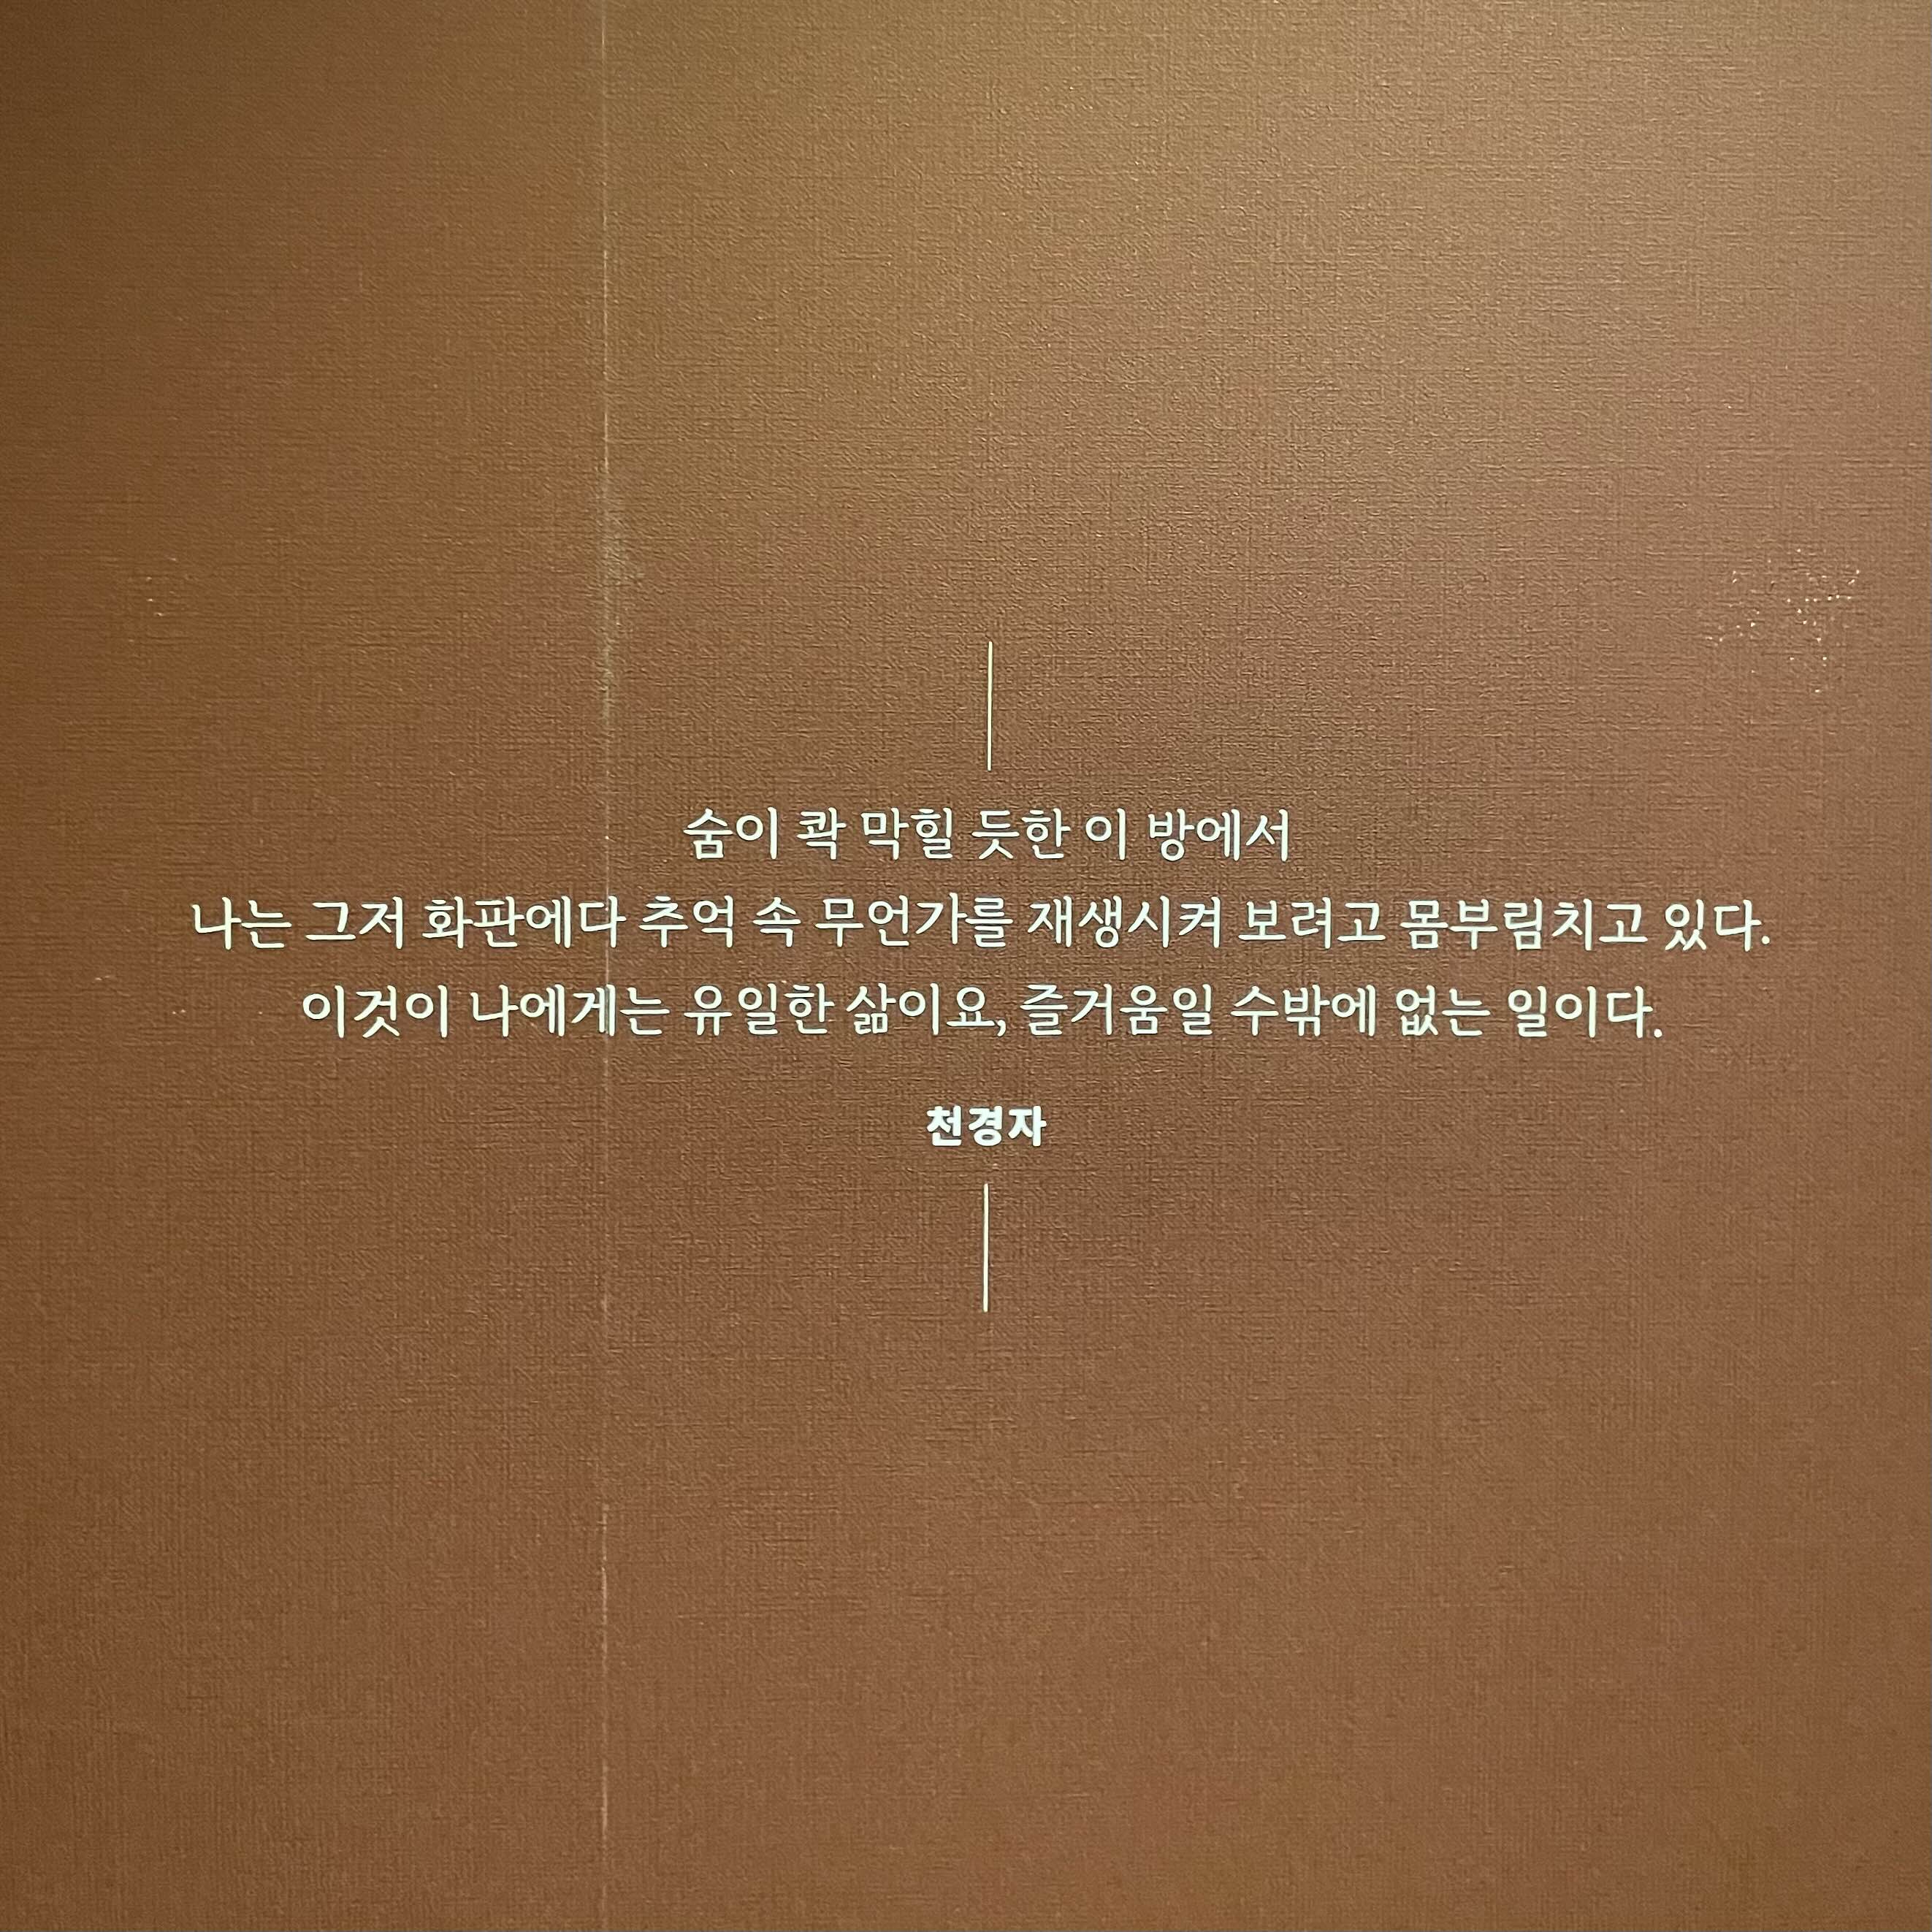 숨이 콱 막힐 듯한 이 방에서
나는 그저 화판에다 추억 속 무언가를 재생시켜 보려고 몸부림치고 있다.
이것이 나에게는 유일한 삶이요, 즐거움일 수밖에 없는 일이다.
천경자